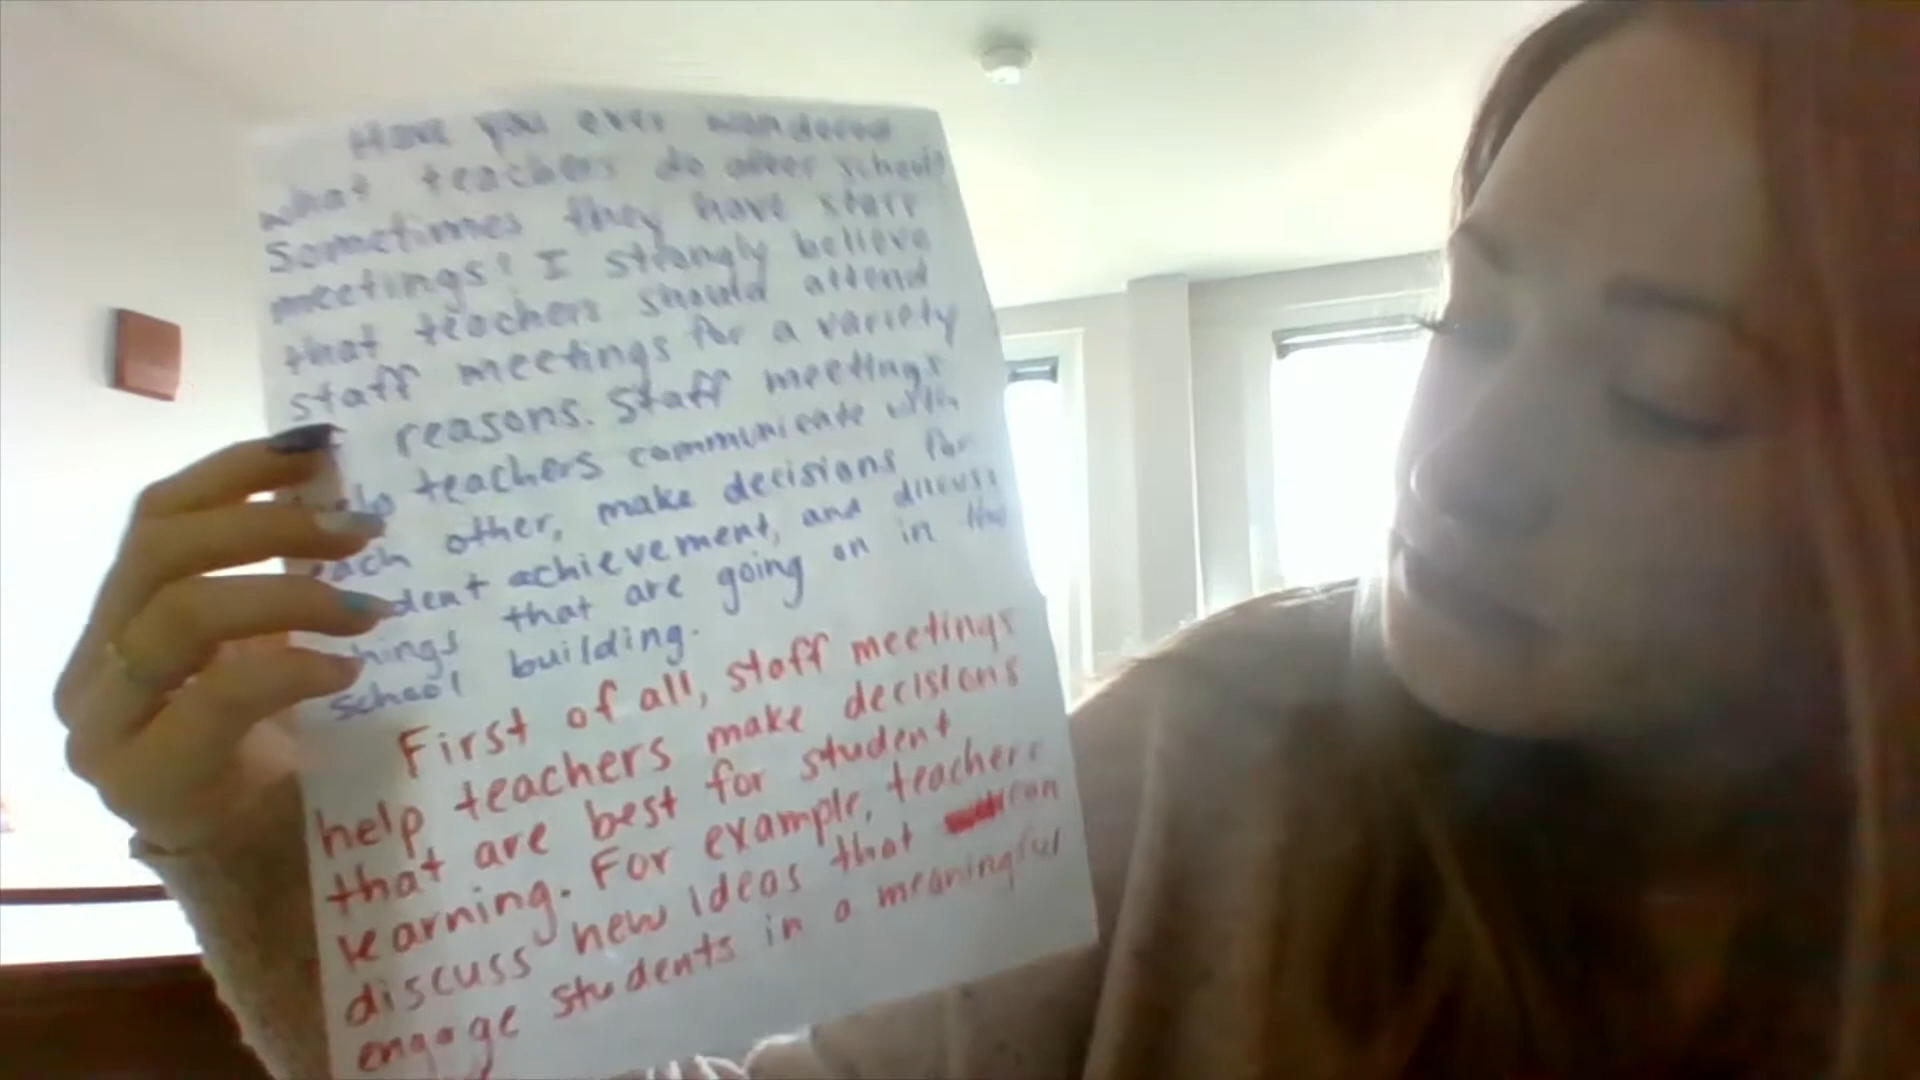 Have you ever wondered
what teachers do after school?
Sometimes they have staff
meetings! I strongly believe
that teachers should attend
staff meetings for a variety
reasons. Staff meetings
teachers communicate with
each other, make decisions for
dent achievement, and discuss
things that are going on in the
school building.
First of all, staff meetings
help teachers make decisions
that are best for student
learning. For example, teachers
discuss new ideas that can
engage students in a meaningful